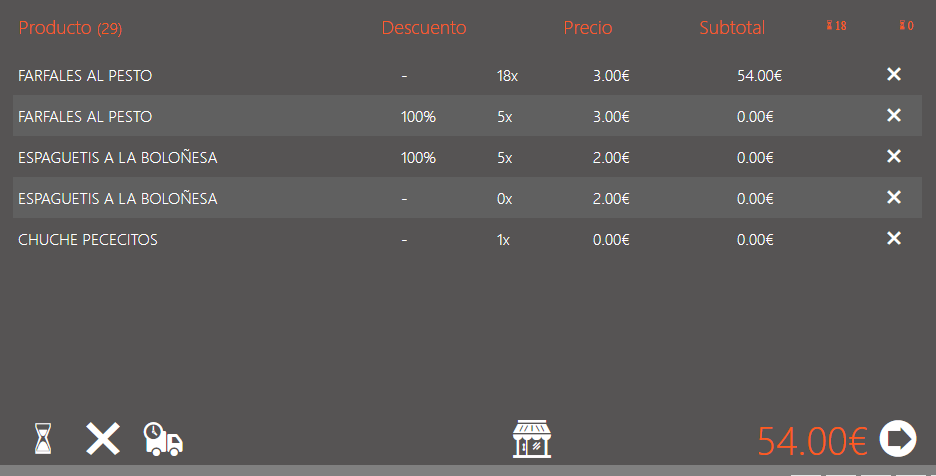 Producto (29) Descuento Precio Subtotal 18 0
FARFALES AL PESTO - 18x 3.00€ 54.00€
FARFALES AL PESTO 100% 5x 3.00€ 0.00€
ESPAGUETIS A LA BOLOÑESA 100% 5x 2.00€ 0.00€
ESPAGUETIS A LA BOLOÑESA - 0x 2.00€ 0.00€
CHUCHE PECECITOS - 1x 0.00€ 0.00€
54.00€